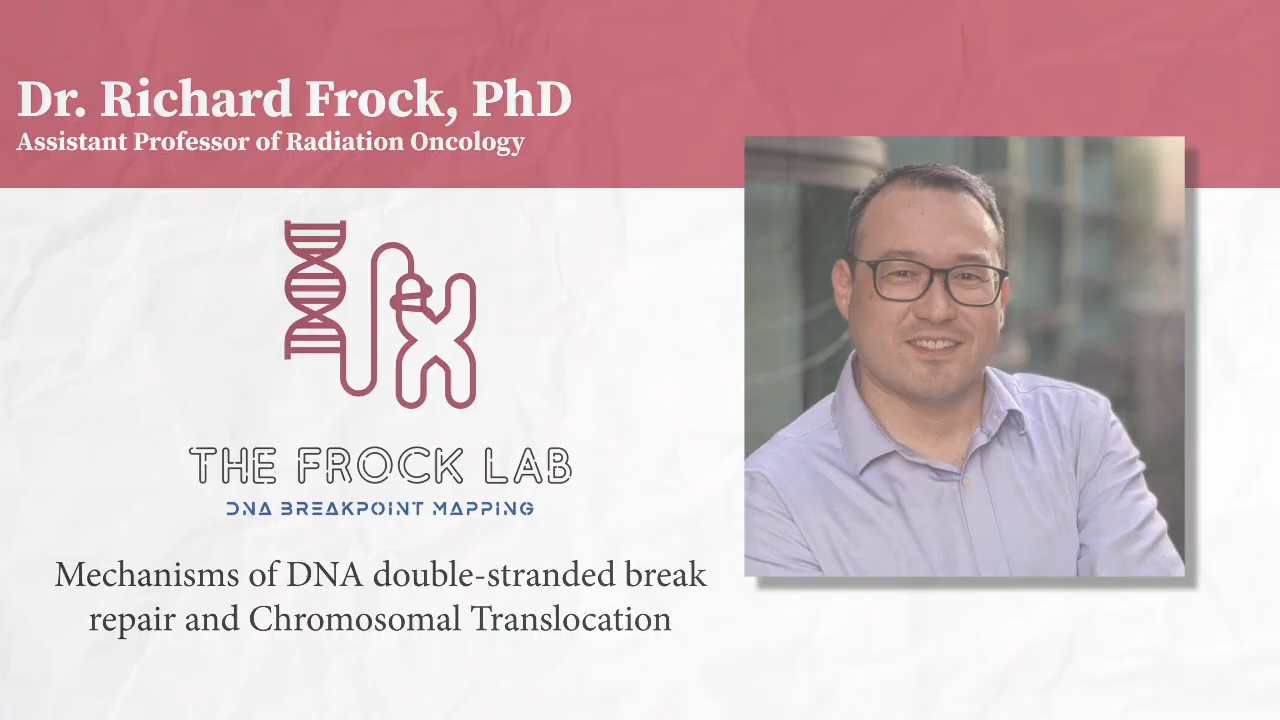 Dr. Richard Frock, PhD
Assistant Professor of Radiation Oncology
THE FROCK LAB
DNA BREAKPOINT MAPPING
Mechanisms of DNA double-stranded break
repair and Chromosomal Translocation